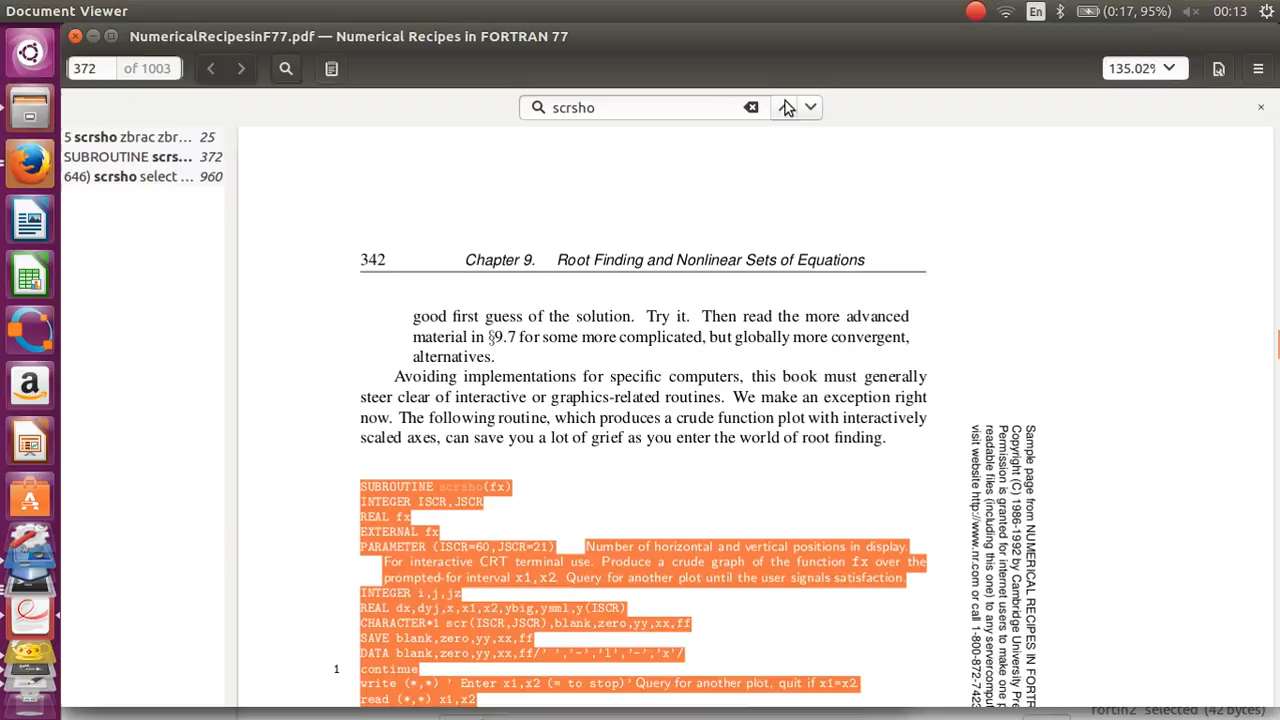 Document Viewer
En
(0:17, 95%)
00:13
NumericalRecipesinF77.pdf — Numerical Recipes in FORTRAN 77
372 of 1003
135.02%
scrsho
5 scrsho zbrac zbr... 25
SUBROUTINE scrs... 372
646) scrsho select ... 960
342 Chapter 9. Root Finding and Nonlinear Sets of Equations
good first guess of the solution. Try it. Then read the more advanced
material in §9.7 for some more complicated, but globally more convergent,
alternatives.
Avoiding implementations for specific computers, this book must generally
steer clear of interactive or graphics-related routines. We make an exception right
now. The following routine, which produces a crude function plot with interactively
scaled axes, can save you a lot of grief as you enter the world of root finding.
SUBROUTINE scrsho(fx)
INTEGER ISCR,JSCR
REAL fx
EXTERNAL fx
PARAMETER (ISCR=60,JSCR=21) Number of horizontal and vertical positions in display.
For interactive CRT terminal use. Produce a crude graph of the function fx over the
prompted-for interval x1,x2. Query for another plot until the user signals satisfaction.
INTEGER i,j,jz
REAL dx,dyj,x,x1,x2,ybig,ysml,y(ISCR)
CHARACTER*1 scr(ISCR,JSCR),blank,zero,yy,xx,ff
SAVE blank,zero,yy,xx,ff
DATA blank,zero,yy,xx,ff/' ','-','l','-','x'/
1 continue
write (*,*) ' Enter x1,x2 (= to stop)' Query for another plot, quit if x1=x2.
read (*,*) x1,x2
Sample page from NUMERICAL RECIPES IN FORTR
Copyright (C) 1986-1992 by Cambridge University Pre
Permission is granted for internet users to make one p
readable files (including this one) to any servercomput
visit website http://www.nr.com or call 1-800-872-742
fortin2 selected (42 bytes)